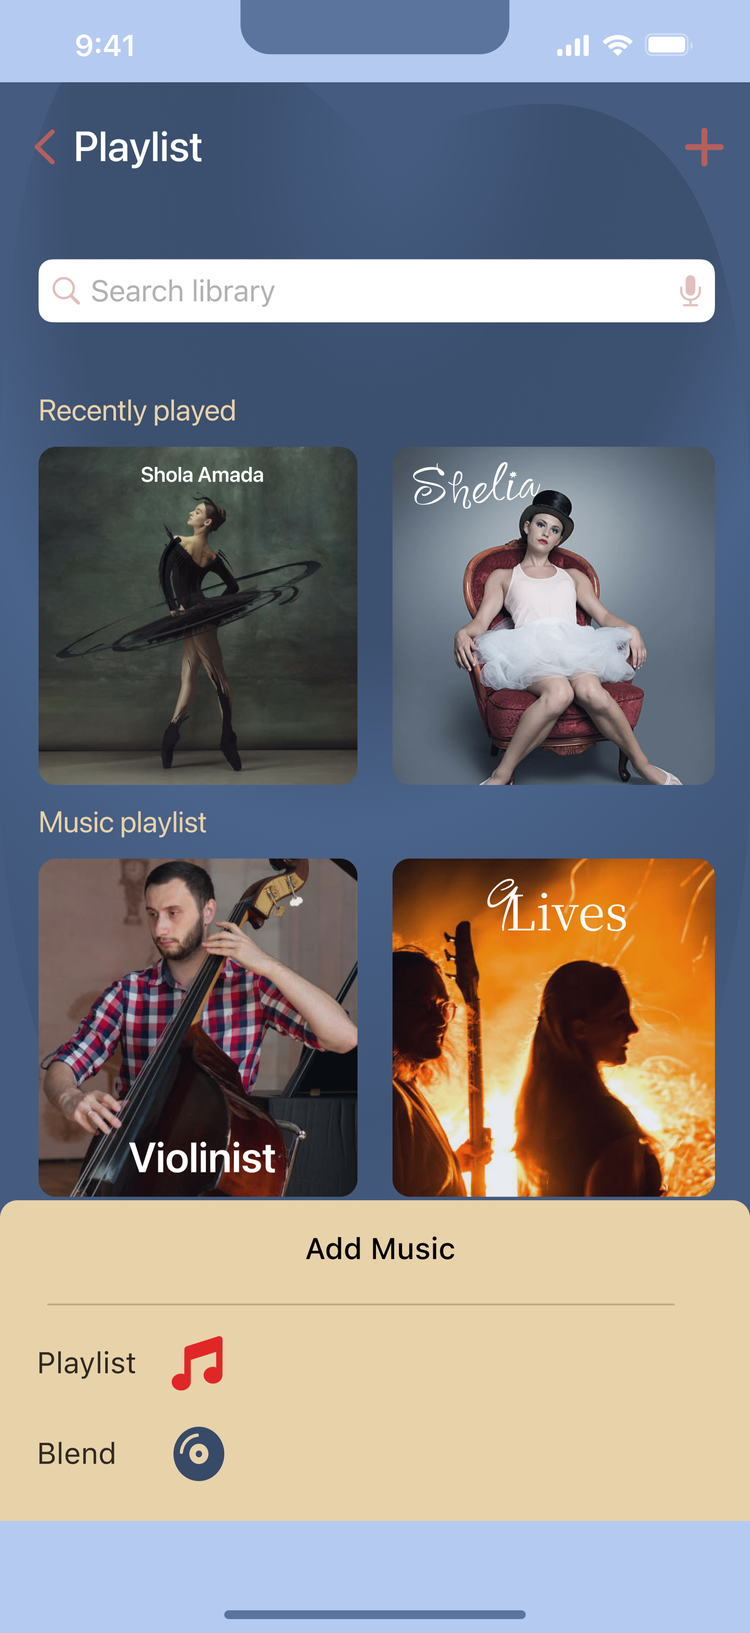 9:41
Playlist
Search library
Recently played
Shola Amada
Shelia
Music playlist
9Lives
Violinist
Add Music
Playlist
Blend